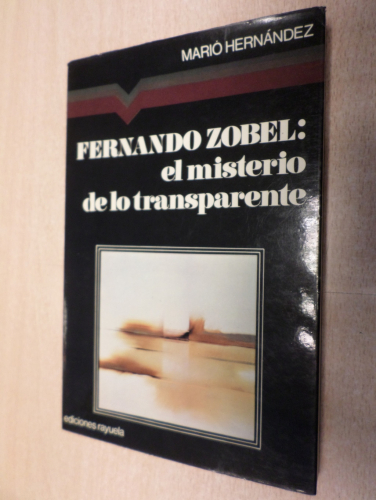 MARIO HERNÁNDEZ
FERNANDO ZOBEL:
el misterio
de lo transparente
ediciones rayuela